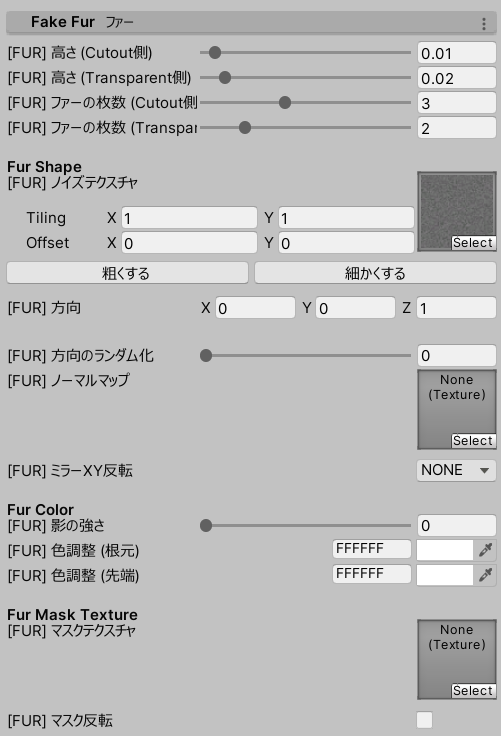 Fake Fur ファー
[FUR] 高さ (Cutout側) 0.01
[FUR] 高さ (Transparent側) 0.02
[FUR] ファーの枚数 (Cutout側 3
[FUR] ファーの枚数 (Transpar 2
Fur Shape
[FUR] ノイズテクスチャ
Tiling X 1 Y 1
Offset X 0 Y 0 Select
粗くする 細かくする
[FUR] 方向 X 0 Y 0 Z 1
[FUR] 方向のランダム化 0
[FUR] ノーマルマップ None
(Texture)
Select
[FUR] ミラーXY反転 NONE
Fur Color
[FUR] 影の強さ 0
[FUR] 色調整 (根元) FFFFFF
[FUR] 色調整 (先端) FFFFFF
Fur Mask Texture
[FUR] マスクテクスチャ None
(Texture)
Select
[FUR] マスク反転